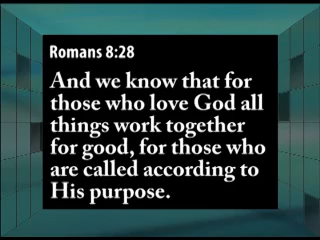 Romans 8:28
And we know that for
those who love God all
things work together
for good, for those who
are called according to
His purpose.